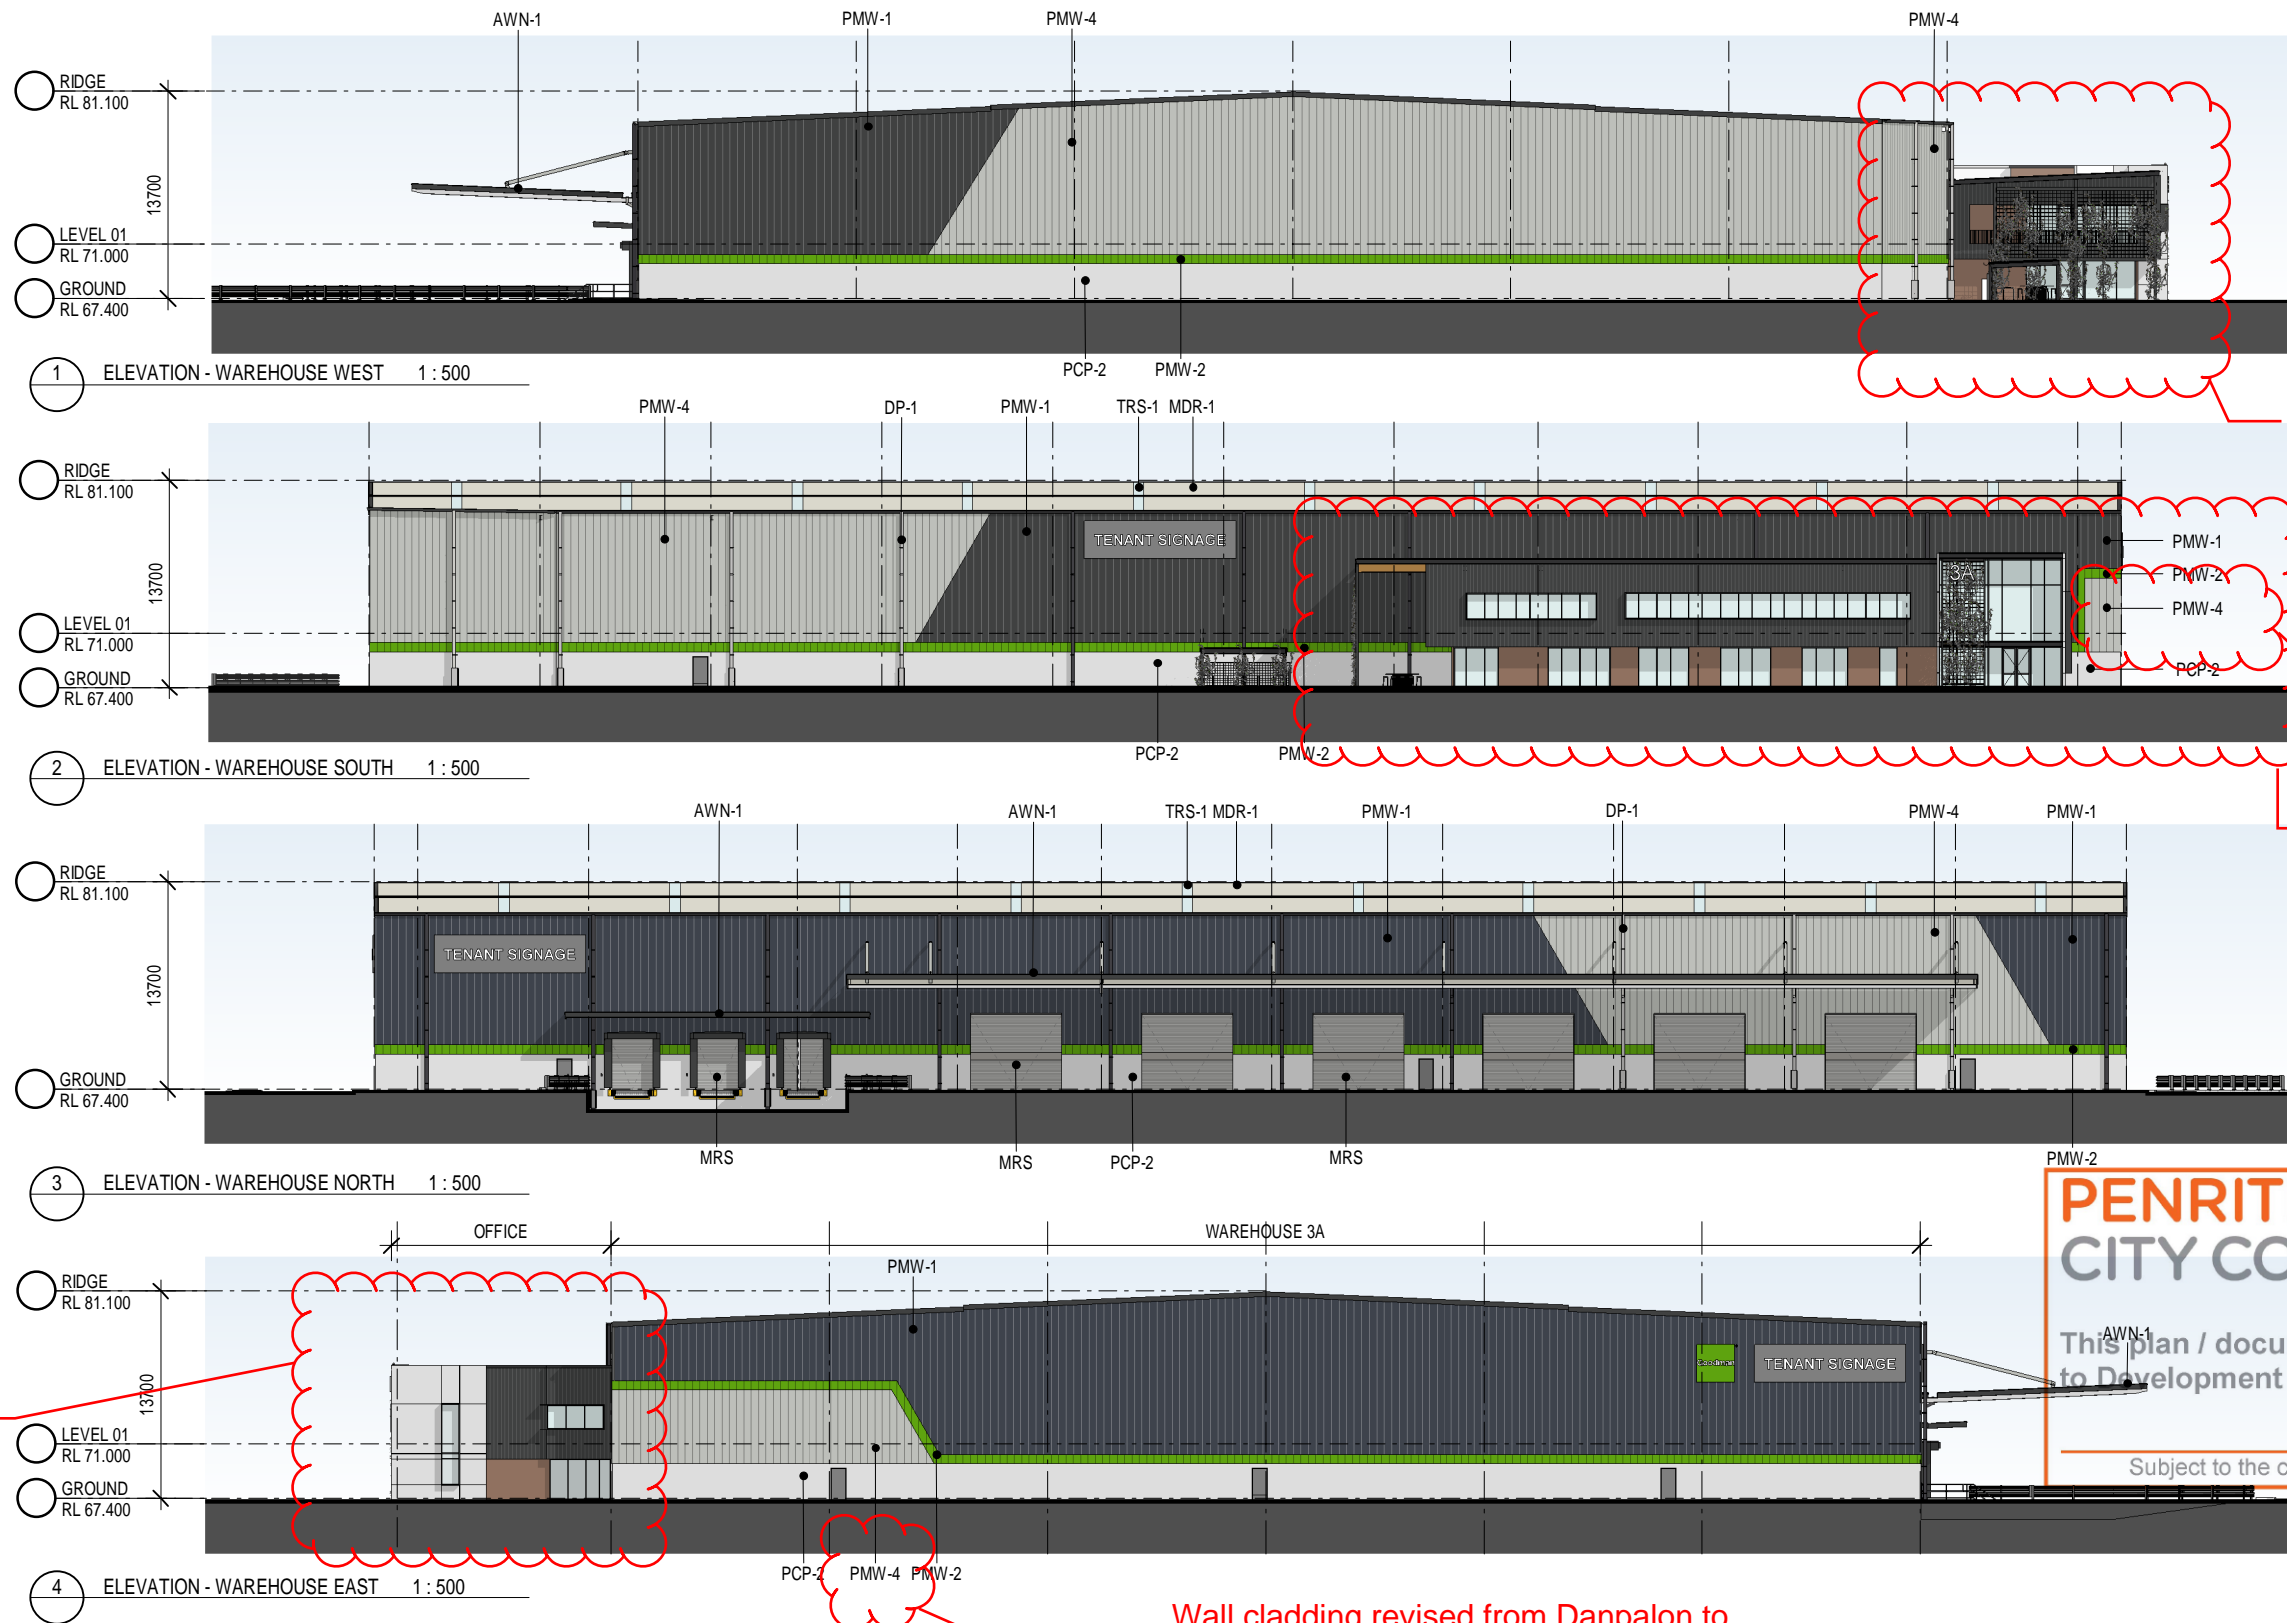 AWN-1 PMW-1 PMW-4 PMW-4
RIDGE
RL 81.100
13700
LEVEL 01
RL 71.000
GROUND
RL 67.400
PCP-2 PMW-2
1 ELEVATION - WAREHOUSE WEST 1 : 500
PMW-4 DP-1 PMW-1 TRS-1 MDR-1
RIDGE
RL 81.100
TENANT SIGNAGE
PMW-1
3A
PMW-2
13700
PMW-4
LEVEL 01
RL 71.000
PCP-2
GROUND
RL 67.400
PCP-2 PMW-2
2 ELEVATION - WAREHOUSE SOUTH 1 : 500
AWN-1 AWN-1 TRS-1 MDR-1 PMW-1 DP-1 PMW-4 PMW-1
RIDGE
RL 81.100
TENANT SIGNAGE
13700
GROUND
RL 67.400
MRS MRS PCP-2 MRS PMW-2
3 ELEVATION - WAREHOUSE NORTH 1 : 500
PENRIT
CITY CO
OFFICE WAREHOUSE 3A
PMW-1
RIDGE
RL 81.100
AWN-1
This plan / docu
to Development
Goodman TENANT SIGNAGE
13700
LEVEL 01
RL 71.000
Subject to the c
GROUND
RL 67.400
PCP-2 PMW-4 PMW-2
4 ELEVATION - WAREHOUSE EAST 1 : 500
Wall cladding revised from Danpalon to